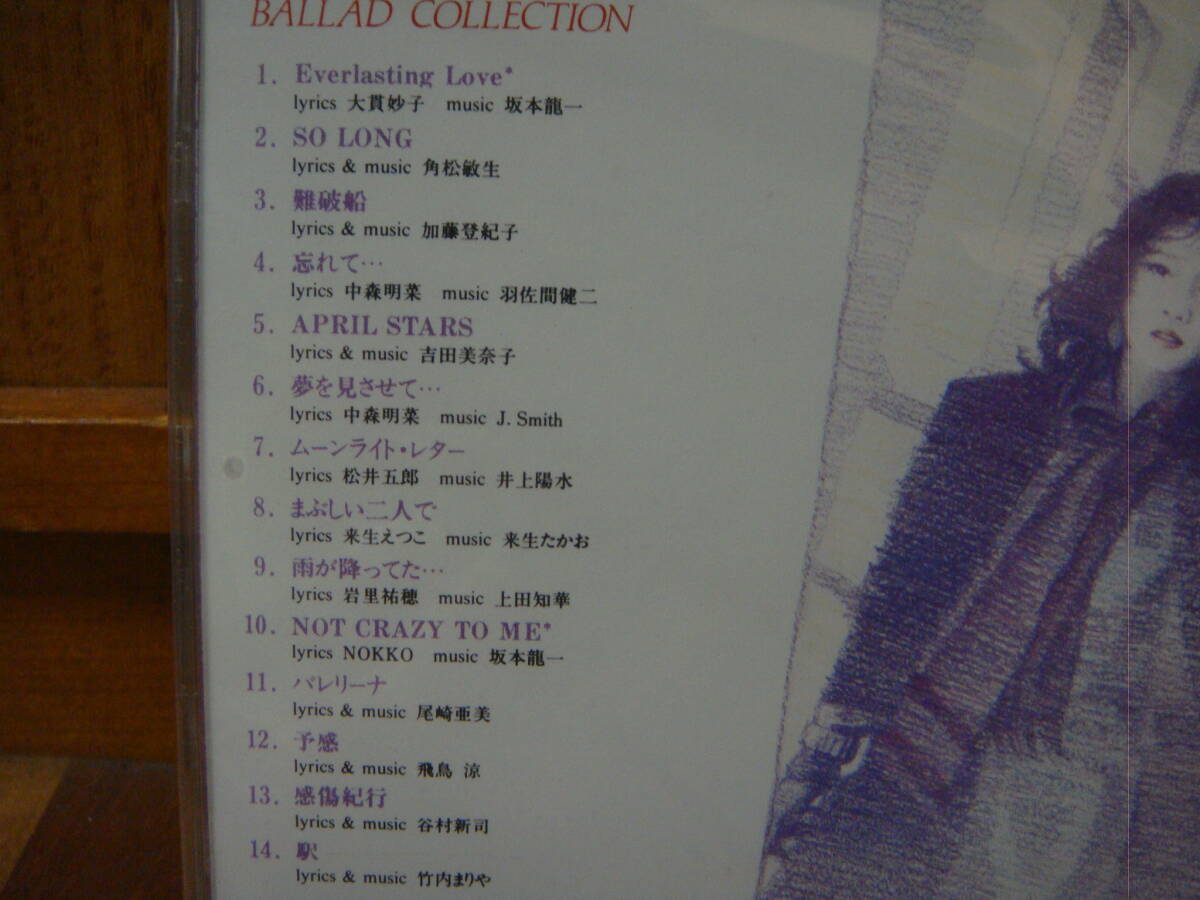 BALLAD COLLECTION
1. Everlasting Love*
lyrics 大貫妙子 music 坂本龍一
2. SO LONG
lyrics & music 角松敏生
3. 難破船
lyrics & music 加藤登紀子
4. 忘れて…
lyrics 中森明菜 music 羽佐間健二
5. APRIL STARS
lyrics & music 吉田美奈子
6. 夢を見させて…
lyrics 中森明菜 music J. Smith
7. ムーンライト・レター
lyrics 松井五郎 music 井上陽水
8. まぶしい二人で
lyrics 来生えつこ music 来生たかお
9. 雨が降ってた…
lyrics 岩里祐穂 music 上田知華
10. NOT CRAZY TO ME*
lyrics NOKKO music 坂本龍一
11. バレリーナ
lyrics & music 尾崎亜美
12. 予感
lyrics & music 飛鳥 涼
13. 感傷紀行
lyrics & music 谷村新司
14. 駅
lyrics & music 竹内まりや